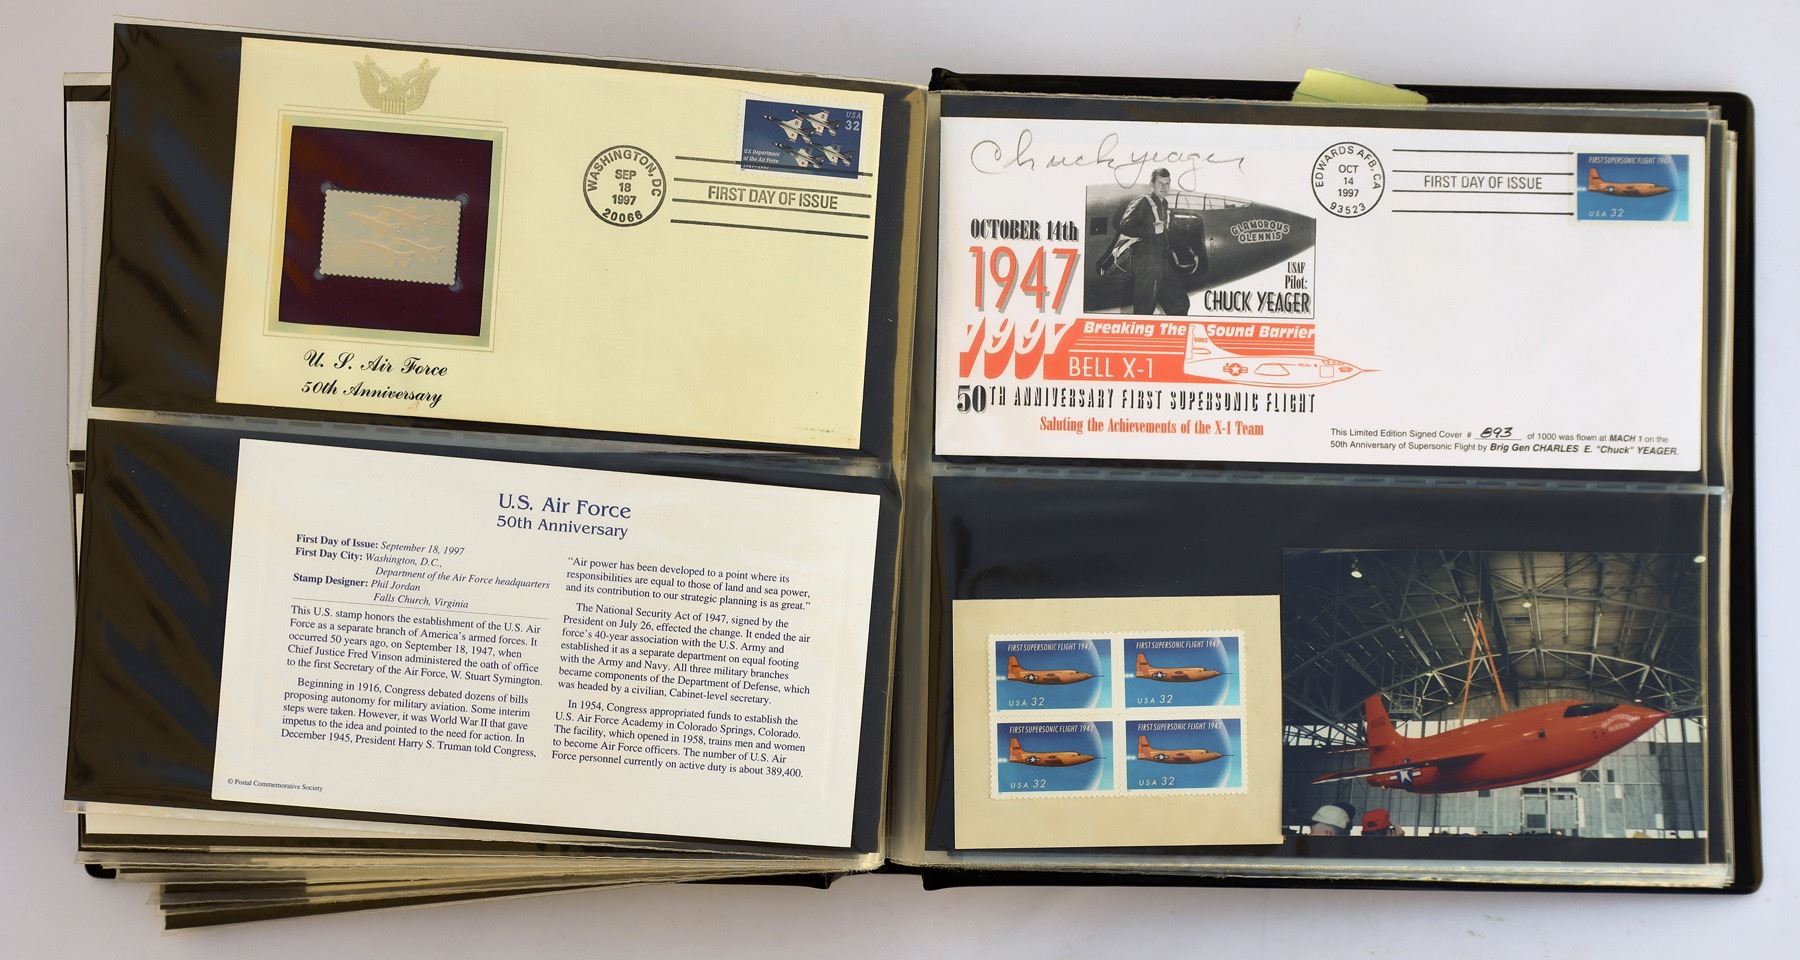 USA
32
U.S. Department
of the Air Force
WASHINGTON, DC
SEP
18
1997
20066
FIRST DAY OF ISSUE
U. S. Air Force
50th Anniversary
U.S. Air Force
50th Anniversary
First Day of Issue: September 18, 1997
First Day City: Washington, D.C.,
Department of the Air Force headquarters
Stamp Designer: Phil Jordan
Falls Church, Virginia
This U.S. stamp honors the establishment of the U.S. Air
Force as a separate branch of America's armed forces. It
occurred 50 years ago, on September 18, 1947, when
Chief Justice Fred Vinson administered the oath of office
to the first Secretary of the Air Force, W. Stuart Symington.
Beginning in 1916, Congress debated dozens of bills
proposing autonomy for military aviation. Some interim
steps were taken. However, it was World War II that gave
impetus to the idea and pointed to the need for action. In
December 1945, President Harry S. Truman told Congress,
"Air power has been developed to a point where its
responsibilities are equal to those of land and sea power,
and its contribution to our strategic planning is as great."
The National Security Act of 1947, signed by the
President on July 26, effected the change. It ended the air
force's 40-year association with the U.S. Army and
established it as a separate department on equal footing
with the Army and Navy. All three military branches
became components of the Department of Defense, which
was headed by a civilian, Cabinet-level secretary.
In 1954, Congress appropriated funds to establish the
U.S. Air Force Academy in Colorado Springs, Colorado.
The facility, which opened in 1958, trains men and women
to become Air Force officers. The number of U.S. Air
Force personnel currently on active duty is about 389,400.
© Postal Commemorative Society
Chuck Yeager
EDWARDS AFB, CA
OCT
14
1997
93523
FIRST DAY OF ISSUE
FIRST SUPERSONIC FLIGHT 1947
USA 32
OCTOBER 14th
1947
GLAMOROUS
GLENNIS
USAF
Pilot:
CHUCK YEAGER
1997
Breaking The Sound Barrier
6062
BELL X-1
50TH ANNIVERSARY FIRST SUPERSONIC FLIGHT
Saluting the Achievements of the X-1 Team
This Limited Edition Signed Cover # 893 of 1000 was flown at MACH 1 on the
50th Anniversary of Supersonic Flight by Brig Gen CHARLES E. "Chuck" YEAGER.
FIRST SUPERSONIC FLIGHT 1947
USA 32
FIRST SUPERSONIC FLIGHT 1947
USA 32
FIRST SUPERSONIC FLIGHT 1947
USA 32
FIRST SUPERSONIC FLIGHT 1947
USA 32
6062